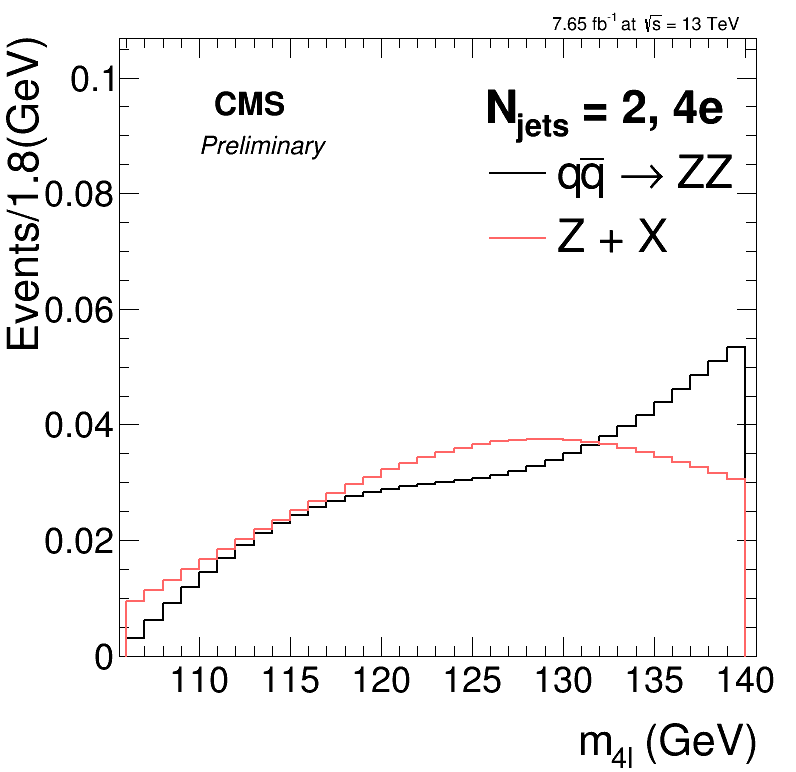 7.65 fb⁻¹ at √s = 13 TeV
CMS
Preliminary
N_jets = 2, 4e
qq̅ → ZZ
Z + X
Events/1.8(GeV)
0.1
0.08
0.06
0.04
0.02
0
110 115 120 125 130 135 140
m_4l (GeV)